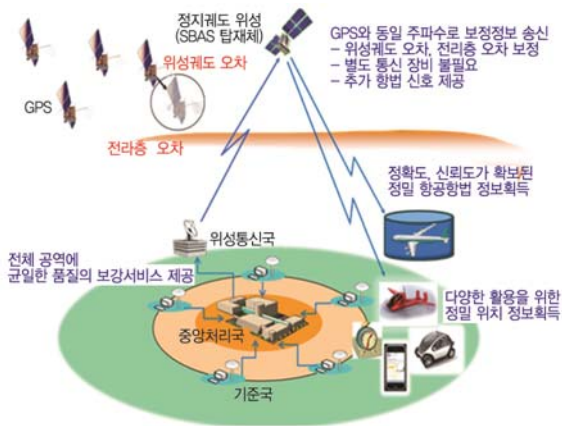 정지궤도 위성
(SBAS 탑재체)
GPS와 동일 주파수로 보정정보 송신
- 위성궤도 오차, 전리층 오차 보정
- 별도 통신 장비 불필요
- 추가 항법 신호 제공
위성궤도 오차
GPS
전라층 오차
정확도, 신뢰도가 확보된
정밀 항공항법 정보획득
위성통신국
전체 공역에
균일한 품질의 보강서비스 제공
다양한 활용을 위한
정밀 위치 정보획득
중앙처리국
기준국